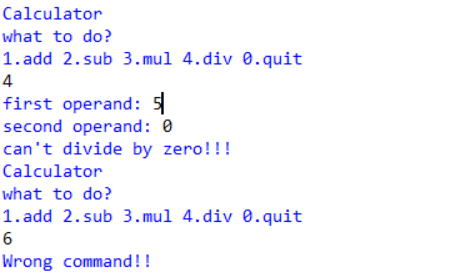 Calculator
what to do?
1.add 2.sub 3.mul 4.div 0.quit
4
first operand: 5
second operand: 0
can't divide by zero!!!
Calculator
what to do?
1.add 2.sub 3.mul 4.div 0.quit
6
Wrong command!!